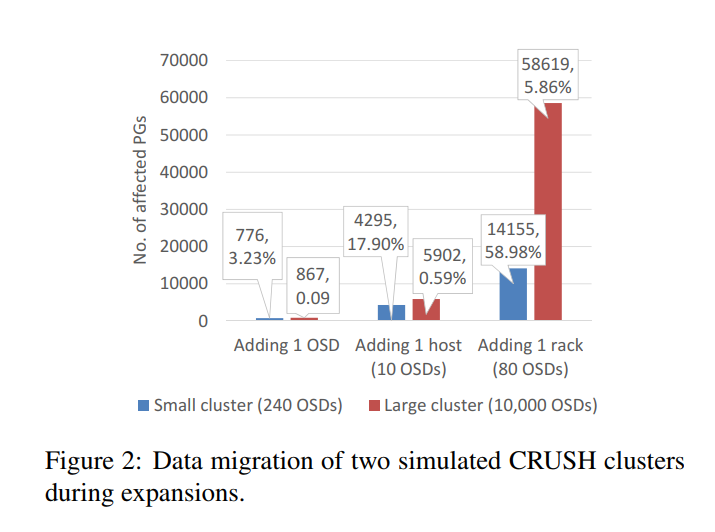 70000
60000
50000
40000
30000
20000
10000
0
No. of affected PGs
776,
3.23%
867,
0.09
4295,
17.90%
5902,
0.59%
14155,
58.98%
58619,
5.86%
Adding 1 OSD
Adding 1 host
(10 OSDs)
Adding 1 rack
(80 OSDs)
Small cluster (240 OSDs)
Large cluster (10,000 OSDs)
Figure 2: Data migration of two simulated CRUSH clusters
during expansions.